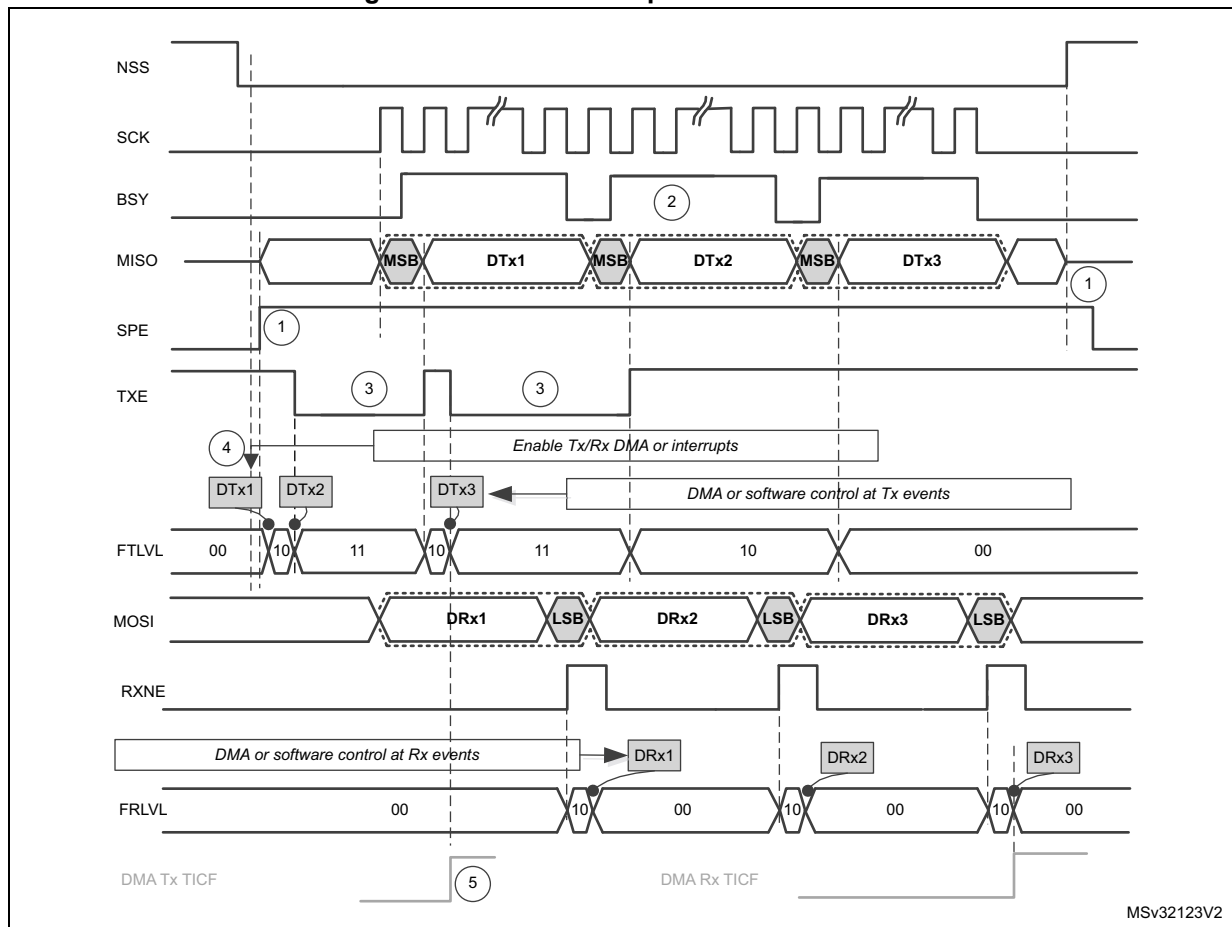 NSS
SCK
BSY
2
MISO
MSB DTx1 MSB DTx2 MSB DTx3
1
SPE
1
TXE
3 3
4
Enable Tx/Rx DMA or interrupts
DTx1 DTx2 DTx3
DMA or software control at Tx events
FTLVL 00 10 11 10 11 10 00
MOSI DRx1 LSB DRx2 LSB DRx3 LSB
RXNE
DMA or software control at Rx events
DRx1 DRx2 DRx3
FRLVL 00 10 00 10 00 10 00
DMA Tx TICF 5 DMA Rx TICF
MSv32123V2